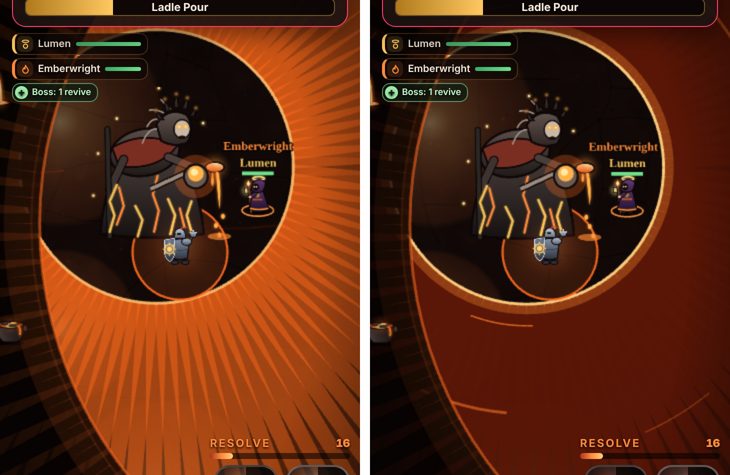 Ladle Pour
Lumen
Emberwright
Boss: 1 revive
Emberwright
Lumen
RESOLVE 16
Ladle Pour
Lumen
Emberwright
Boss: 1 revive
Emberwright
Lumen
RESOLVE 16